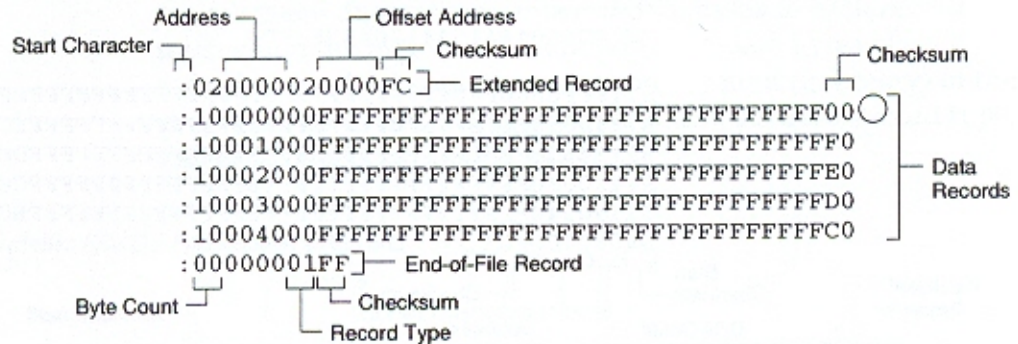 Address Offset Address
Start Character Checksum Checksum
:020000020000FC Extended Record
:10000000FFFFFFFFFFFFFFFFFFFFFFFFFFFFFFFF00
:10001000FFFFFFFFFFFFFFFFFFFFFFFFFFFFFFFFF0
:10002000FFFFFFFFFFFFFFFFFFFFFFFFFFFFFFFFE0
:10003000FFFFFFFFFFFFFFFFFFFFFFFFFFFFFFFFD0
:10004000FFFFFFFFFFFFFFFFFFFFFFFFFFFFFFFFC0
Data
Records
:00000001FF End-of-File Record
Byte Count Checksum
Record Type